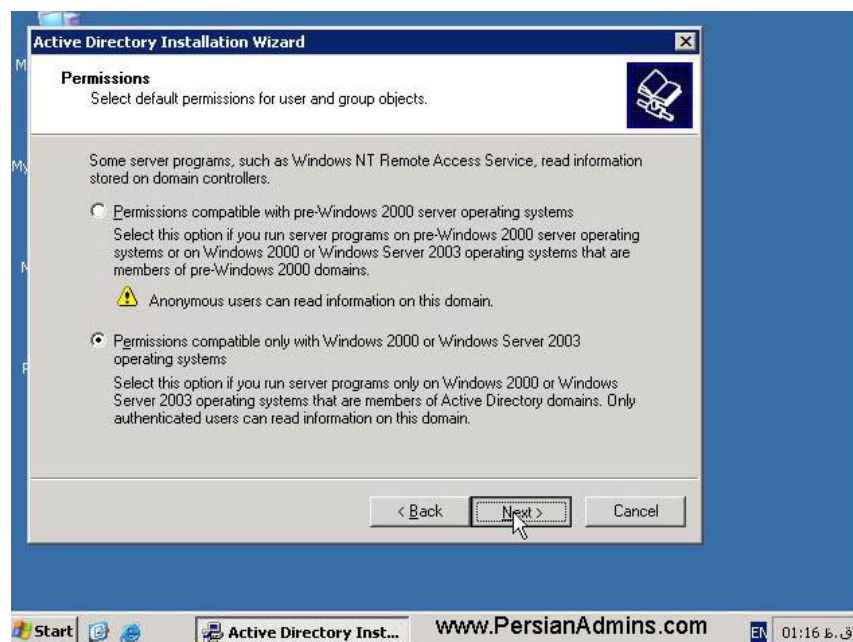 Active Directory Installation Wizard
Permissions
Select default permissions for user and group objects.
Some server programs, such as Windows NT Remote Access Service, read information
stored on domain controllers.
Permissions compatible with pre-Windows 2000 server operating systems
Select this option if you run server programs on pre-Windows 2000 server operating
systems or on Windows 2000 or Windows Server 2003 operating systems that are
members of pre-Windows 2000 domains.
Anonymous users can read information on this domain.
Permissions compatible only with Windows 2000 or Windows Server 2003
operating systems
Select this option if you run server programs only on Windows 2000 or Windows
Server 2003 operating systems that are members of Active Directory domains. Only
authenticated users can read information on this domain.
< Back
Next >
Cancel
Start
Active Directory Inst...
www.PersianAdmins.com
EN
01:16 ق.ظ